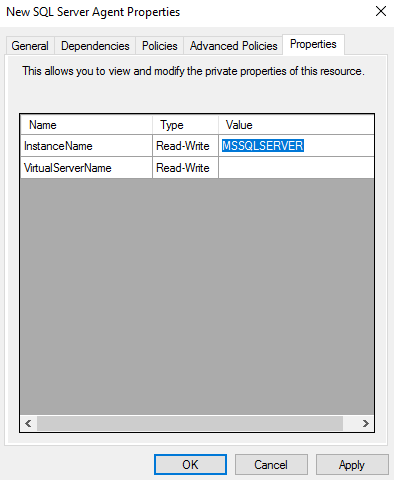 New SQL Server Agent Properties
General Dependencies Policies Advanced Policies Properties
This allows you to view and modify the private properties of this resource.
Name Type Value
InstanceName Read-Write MSSQLSERVER
VirtualServerName Read-Write
OK Cancel Apply